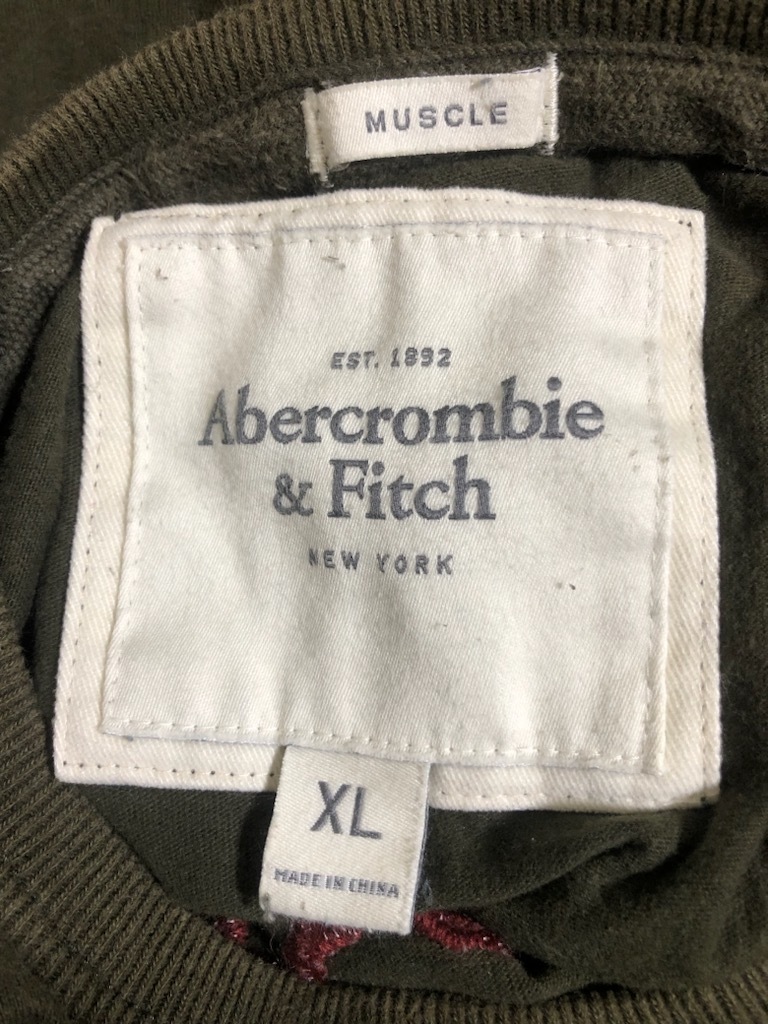 MUSCLE
EST. 1892
Abercrombie
& Fitch
NEW YORK
XL
MADE IN CHINA